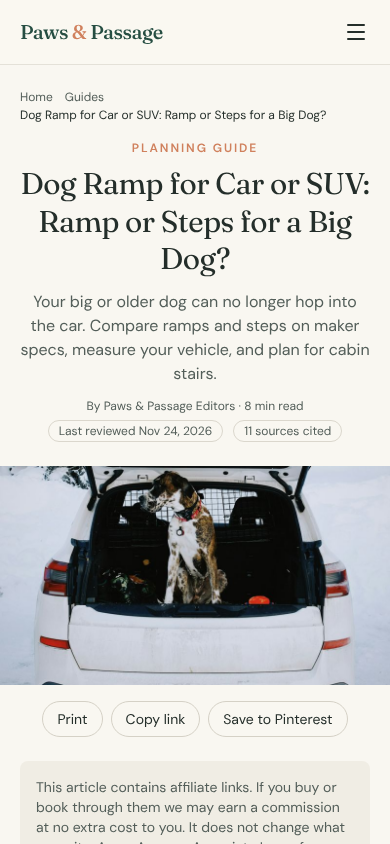 Paws & Passage
Home Guides
Dog Ramp for Car or SUV: Ramp or Steps for a Big Dog?
PLANNING GUIDE
Dog Ramp for Car or SUV:
Ramp or Steps for a Big
Dog?
Your big or older dog can no longer hop into
the car. Compare ramps and steps on maker
specs, measure your vehicle, and plan for cabin
stairs.
By Paws & Passage Editors · 8 min read
Last reviewed Nov 24, 2026 11 sources cited
Print Copy link Save to Pinterest
This article contains affiliate links. If you buy or
book through them we may earn a commission
at no extra cost to you. It does not change what